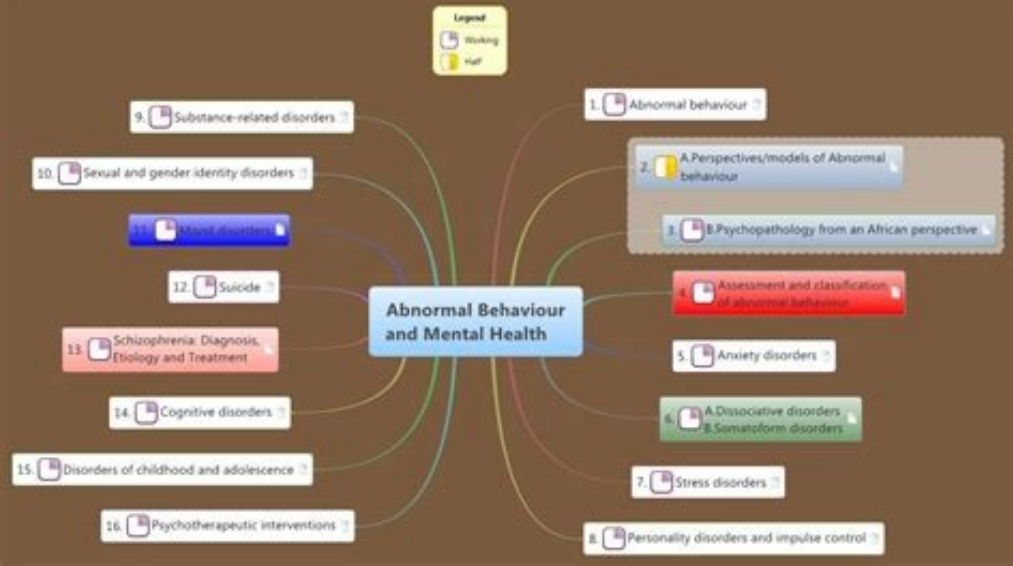 Legend
Working
Half
Abnormal Behaviour
and Mental Health
1. Abnormal behaviour
2. A.Perspectives/models of Abnormal
behaviour
3. B.Psychopathology from an African perspective
4. Assessment and classification
of abnormal behaviour
5. Anxiety disorders
6. A.Dissociative disorders
B.Somatoform disorders
7. Stress disorders
8. Personality disorders and impulse control
9. Substance-related disorders
10. Sexual and gender identity disorders
11. Mood disorders
12. Suicide
13. Schizophrenia: Diagnosis,
Etiology and Treatment
14. Cognitive disorders
15. Disorders of childhood and adolescence
16. Psychotherapeutic interventions